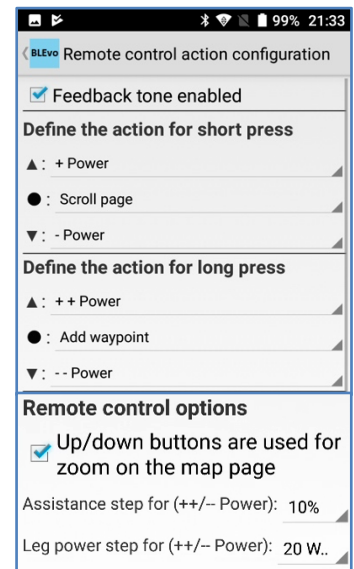 99% 21:33
BLEvo Remote control action configuration
Feedback tone enabled
Define the action for short press
▲: + Power
●: Scroll page
▼: - Power
Define the action for long press
▲: + + Power
●: Add waypoint
▼: - - Power
Remote control options
Up/down buttons are used for
zoom on the map page
Assistance step for (++/-- Power): 10%
Leg power step for (++/-- Power): 20 W..